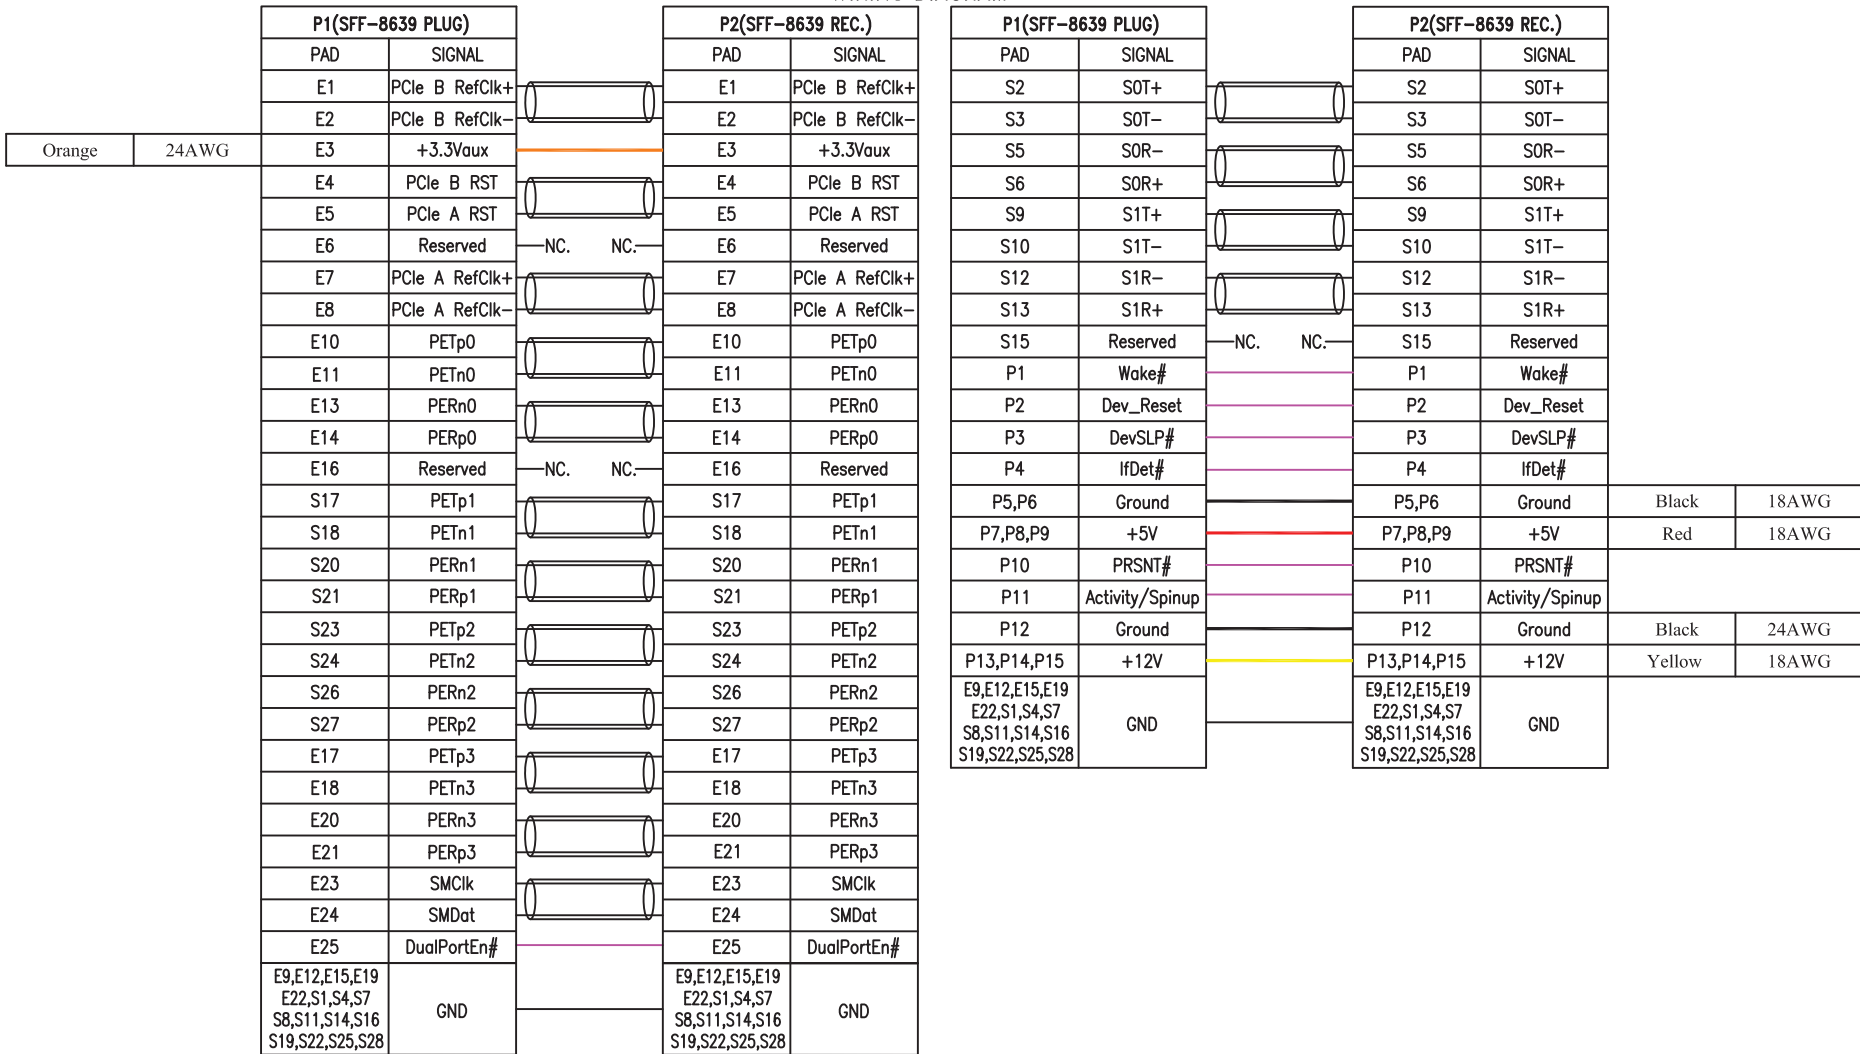 P1(SFF-8639 PLUG) P2(SFF-8639 REC.)
PAD SIGNAL PAD SIGNAL
E1 PCIe B RefClk+ E1 PCIe B RefClk+
E2 PCIe B RefClk- E2 PCIe B RefClk-
Orange 24AWG E3 +3.3Vaux E3 +3.3Vaux
E4 PCIe B RST E4 PCIe B RST
E5 PCIe A RST E5 PCIe A RST
E6 Reserved NC. NC. E6 Reserved
E7 PCIe A RefClk+ E7 PCIe A RefClk+
E8 PCIe A RefClk- E8 PCIe A RefClk-
E10 PETp0 E10 PETp0
E11 PETn0 E11 PETn0
E13 PERn0 E13 PERn0
E14 PERp0 E14 PERp0
E16 Reserved NC. NC. E16 Reserved
S17 PETp1 S17 PETp1
S18 PETn1 S18 PETn1
S20 PERn1 S20 PERn1
S21 PERp1 S21 PERp1
S23 PETp2 S23 PETp2
S24 PETn2 S24 PETn2
S26 PERn2 S26 PERn2
S27 PERp2 S27 PERp2
E17 PETp3 E17 PETp3
E18 PETn3 E18 PETn3
E20 PERn3 E20 PERn3
E21 PERp3 E21 PERp3
E23 SMClk E23 SMClk
E24 SMDat E24 SMDat
E25 DualPortEn# E25 DualPortEn#
E9,E12,E15,E19 E9,E12,E15,E19
E22,S1,S4,S7 E22,S1,S4,S7
GND GND
S8,S11,S14,S16 S8,S11,S14,S16
S19,S22,S25,S28 S19,S22,S25,S28
P1(SFF-8639 PLUG) P2(SFF-8639 REC.)
PAD SIGNAL PAD SIGNAL
S2 S0T+ S2 S0T+
S3 S0T- S3 S0T-
S5 S0R- S5 S0R-
S6 S0R+ S6 S0R+
S9 S1T+ S9 S1T+
S10 S1T- S10 S1T-
S12 S1R- S12 S1R-
S13 S1R+ S13 S1R+
S15 Reserved NC. NC. S15 Reserved
P1 Wake# P1 Wake#
P2 Dev_Reset P2 Dev_Reset
P3 DevSLP# P3 DevSLP#
P4 IfDet# P4 IfDet#
P5,P6 Ground P5,P6 Ground Black 18AWG
P7,P8,P9 +5V P7,P8,P9 +5V Red 18AWG
P10 PRSNT# P10 PRSNT#
P11 Activity/Spinup P11 Activity/Spinup
P12 Ground P12 Ground Black 24AWG
P13,P14,P15 +12V P13,P14,P15 +12V Yellow 18AWG
E9,E12,E15,E19 E9,E12,E15,E19
E22,S1,S4,S7 E22,S1,S4,S7
GND GND
S8,S11,S14,S16 S8,S11,S14,S16
S19,S22,S25,S28 S19,S22,S25,S28